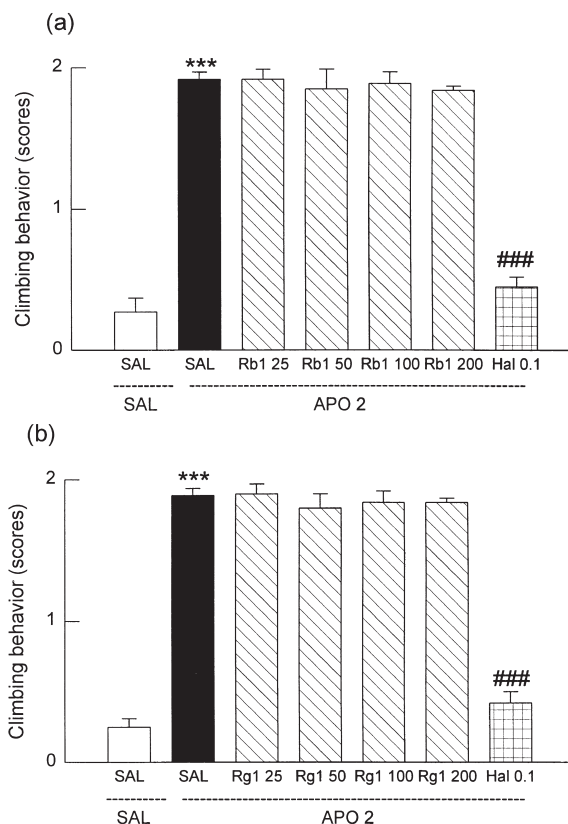 (a)
Climbing behavior (scores)
2
1
0
***
###
SAL SAL Rb1 25 Rb1 50 Rb1 100 Rb1 200 Hal 0.1
SAL APO 2
(b)
Climbing behavior (scores)
2
1
0
***
###
SAL SAL Rg1 25 Rg1 50 Rg1 100 Rg1 200 Hal 0.1
SAL APO 2